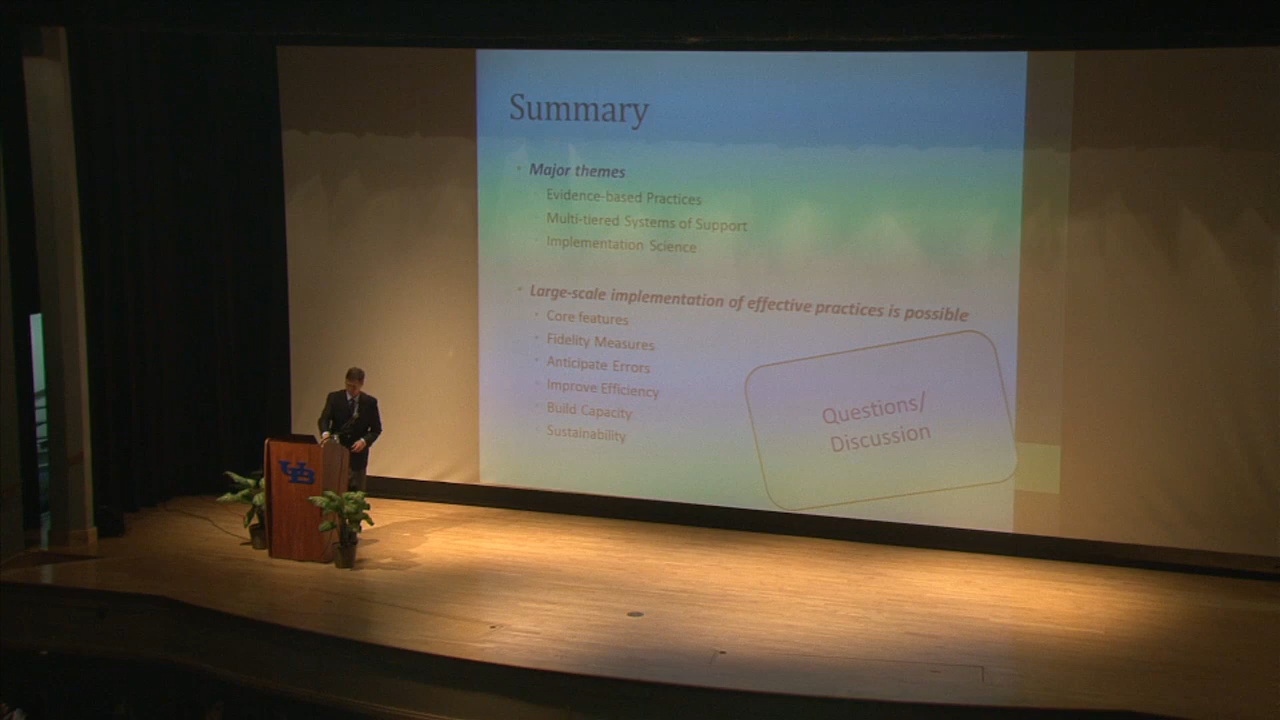 Summary
Major themes
Evidence-based Practices
Multi-tiered Systems of Support
Implementation Science
Large-scale implementation of effective practices is possible
Core features
Fidelity Measures
Anticipate Errors
Improve Efficiency
Build Capacity
Sustainability
Questions/
Discussion
UB